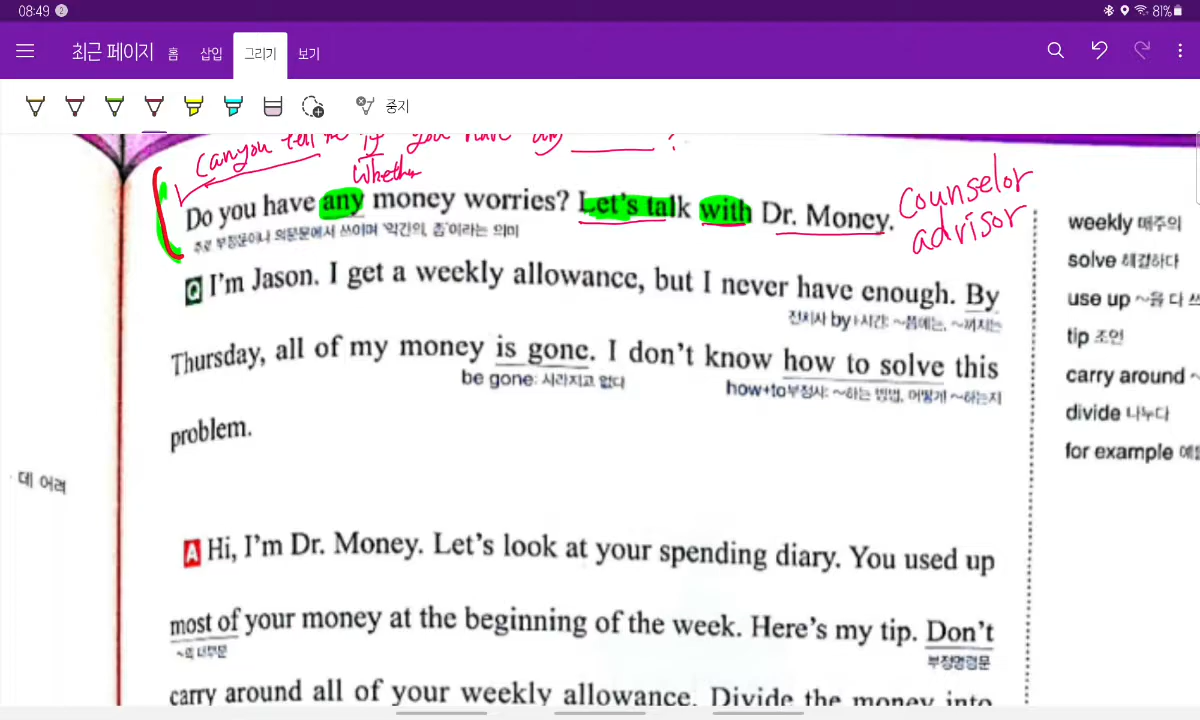 08:49 2 81%
최근 페이지 홈 삽입 그리기 보기
중지
Can you tell me if you have any ____ ?
Whether
Do you have any money worries? Let's talk with Dr. Money.
주로 부정문이나 의문문에서 쓰이며 '약간의, 좀'이라는 의미
Counselor
advisor
Q I'm Jason. I get a weekly allowance, but I never have enough. By
전치사 by+시간: ~쯤에는, ~까지는
Thursday, all of my money is gone. I don't know how to solve this
be gone: 사라지고 없다
how+to부정사: ~하는 방법, 어떻게 ~하는지
problem.
데 어려
A Hi, I'm Dr. Money. Let's look at your spending diary. You used up
most of your money at the beginning of the week. Here's my tip. Don't
~의 대부분
부정명령문
carry around all of your weekly allowance. Divide the money into
weekly 매주의
solve 해결하다
use up ~을 다 쓰
tip 조언
carry around ~
divide 나누다
for example 예